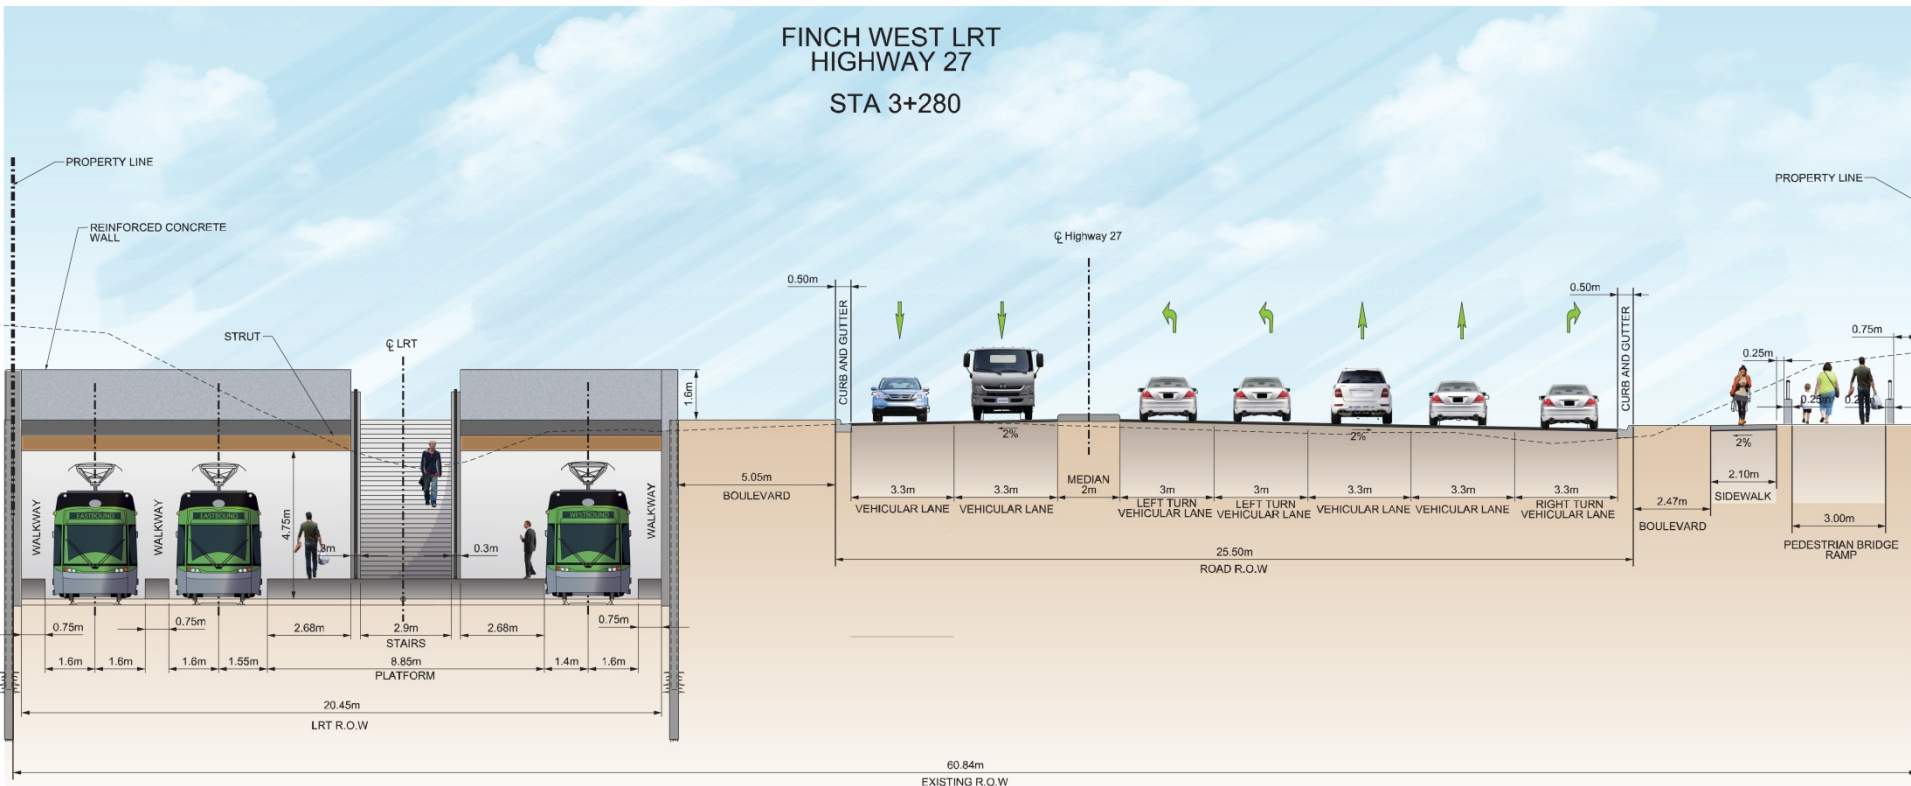 FINCH WEST LRT
HIGHWAY 27
STA 3+280
PROPERTY LINE
PROPERTY LINE
REINFORCED CONCRETE
WALL
℄ Highway 27
0.50m
0.50m
CURB AND GUTTER
CURB AND GUTTER
STRUT
℄ LRT
0.75m
0.25m
1.6m
0.25m
2%
2%
2%
WALKWAY
EASTBOUND
WALKWAY
EASTBOUND
4.75m
0.3m
WESTBOUND
WALKWAY
5.05m
BOULEVARD
3.3m
VEHICULAR LANE
3.3m
VEHICULAR LANE
MEDIAN
2m
3m
LEFT TURN
VEHICULAR LANE
3m
LEFT TURN
VEHICULAR LANE
3.3m
VEHICULAR LANE
3.3m
VEHICULAR LANE
3.3m
RIGHT TURN
VEHICULAR LANE
2.47m
BOULEVARD
2.10m
SIDEWALK
3.00m
PEDESTRIAN BRIDGE
RAMP
25.50m
ROAD R.O.W
0.75m
0.75m
2.68m
2.9m
STAIRS
2.68m
0.75m
1.6m
1.6m
1.6m
1.55m
8.85m
PLATFORM
1.4m
1.6m
20.45m
LRT R.O.W
60.84m
EXISTING R.O.W